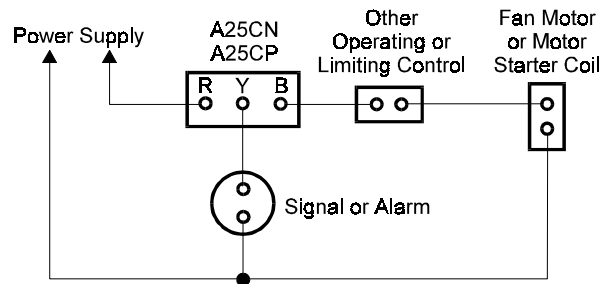 Power Supply
A25CN
A25CP
R Y B
Other
Operating or
Limiting Control
Fan Motor
or Motor
Starter Coil
Signal or Alarm